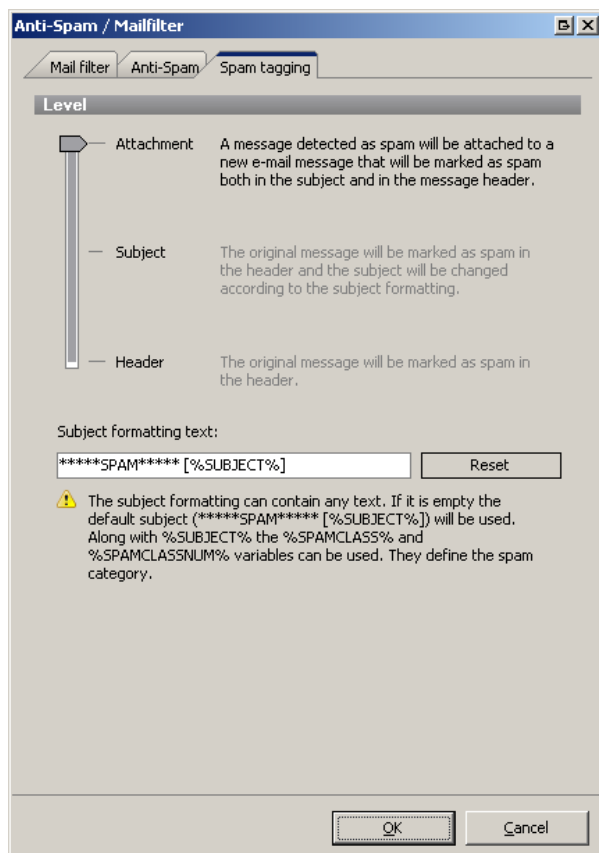 Anti-Spam / Mailfilter
Mail filter Anti-Spam Spam tagging
Level
Attachment A message detected as spam will be attached to a
new e-mail message that will be marked as spam
both in the subject and in the message header.
Subject The original message will be marked as spam in
the header and the subject will be changed
according to the subject formatting.
Header The original message will be marked as spam in
the header.
Subject formatting text:
*****SPAM***** [%SUBJECT%] Reset
The subject formatting can contain any text. If it is empty the
default subject (*****SPAM***** [%SUBJECT%]) will be used.
Along with %SUBJECT% the %SPAMCLASS% and
%SPAMCLASSNUM% variables can be used. They define the spam
category.
OK Cancel